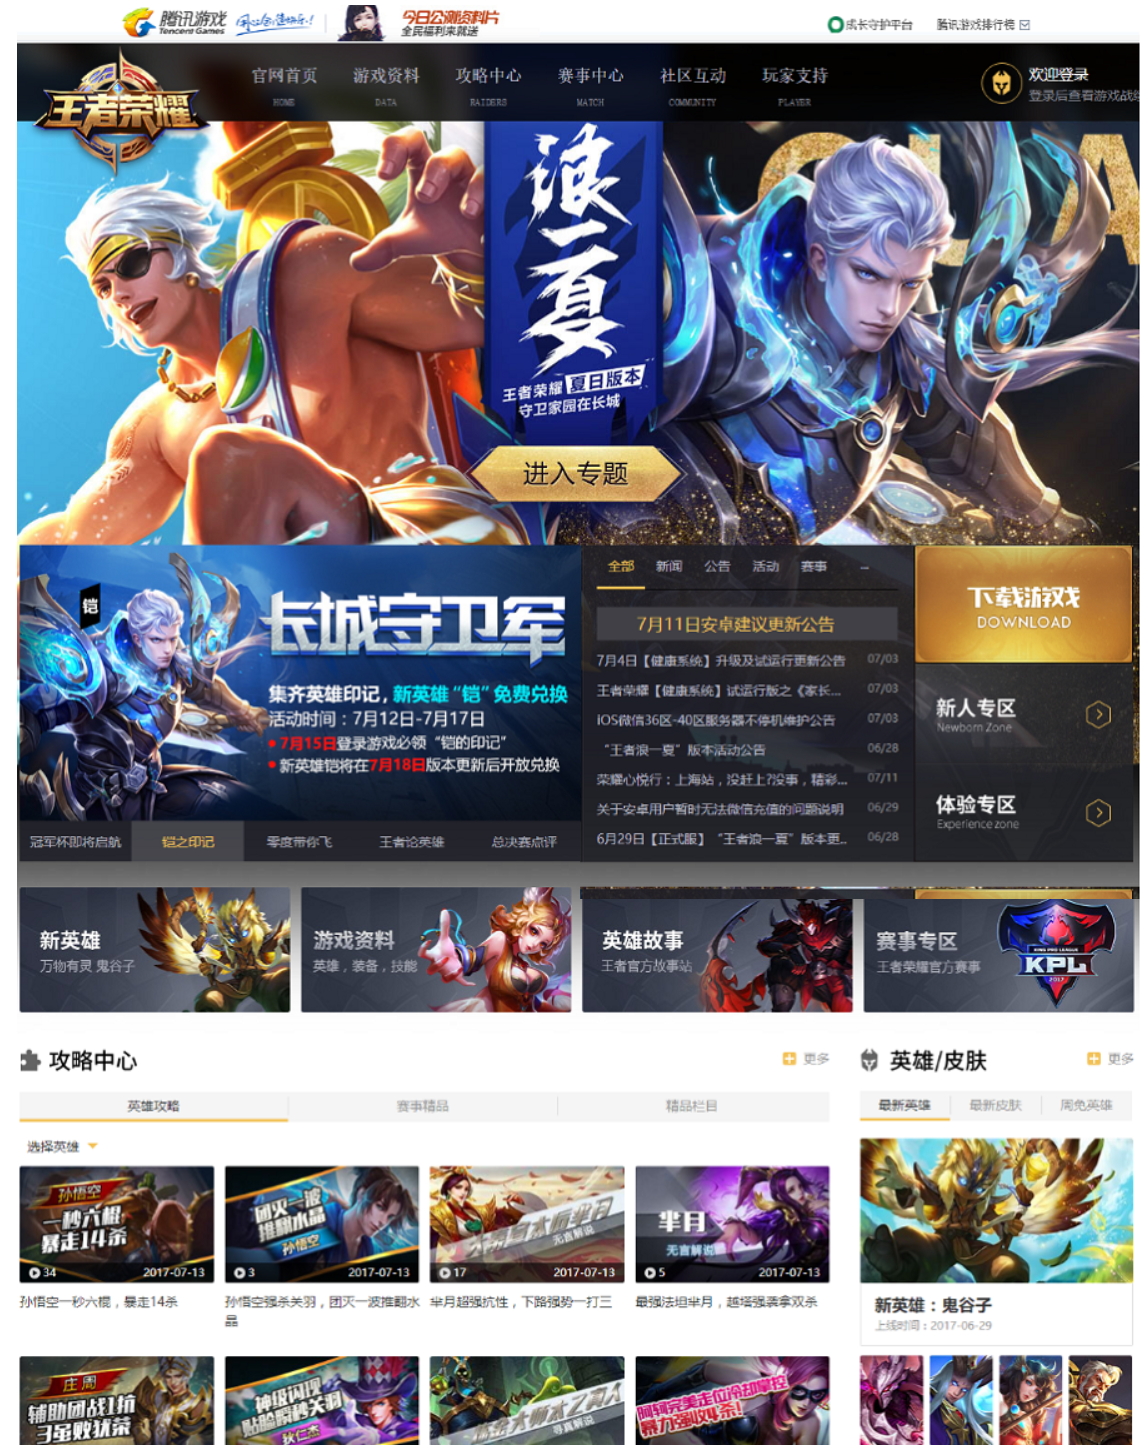 腾讯游戏
Tencent Games
今日公测资料片
全民福利来就送
成长守护平台
腾讯游戏排行榜
王者荣耀
官网首页
游戏资料
攻略中心
赛事中心
社区互动
玩家支持
HOME
DATA
RAIDERS
MATCH
COMMUNITY
PLAYER
欢迎登录
登录后查看游戏战绩
浪一夏
王者荣耀 夏日版本
守卫家园在长城
进入专题
铠
长城守卫军
集齐英雄印记，新英雄“铠”免费兑换
活动时间：7月12日-7月17日
7月15日登录游戏必领“铠的印记”
新英雄铠将在7月18日版本更新后开放兑换
冠军杯即将启航
铠之印记
零度带你飞
王者论英雄
总决赛点评
全部
新闻
公告
活动
赛事
7月11日安卓建议更新公告
7月4日【健康系统】升级及试运行更新公告 07/03
王者荣耀【健康系统】试运行版之《家长... 07/03
iOS微信36区-40区服务器不停机维护公告 07/03
“王者浪一夏”版本活动公告 06/28
荣耀心悦行：上海站，没赶上?没事，精彩... 07/11
关于安卓用户暂时无法微信充值的问题说明 06/29
6月29日【正式服】“王者浪一夏”版本更... 06/28
下载游戏
DOWNLOAD
新人专区
Newborn Zone
体验专区
Experience zone
新英雄
万物有灵 鬼谷子
游戏资料
英雄，装备，技能
英雄故事
王者官方故事站
赛事专区
王者荣耀官方赛事
KING PRO LEAGUE
KPL
2017
攻略中心
更多
英雄/皮肤
更多
英雄攻略
赛事精品
精品栏目
最新英雄
最新皮肤
周免英雄
选择英雄
孙悟空
一秒六棍
暴走14杀
34 2017-07-13
团灭一波
推翻水晶
孙悟空
3 2017-07-13
无言解说
17 2017-07-13
芈月
无言解说
5 2017-07-13
孙悟空一秒六棍，暴走14杀
孙悟空强杀关羽，团灭一波推翻水
晶
芈月超强抗性，下路强势一打三
最强法坦芈月，越塔强袭拿双杀
新英雄：鬼谷子
上线时间：2017-06-29
庄周
辅助团战1抗
3虽败犹荣
神级闪现
贴脸瞬秒关羽
狄仁杰
寻真解说
阿轲完美走位冷却掌控
暴力强收4杀！